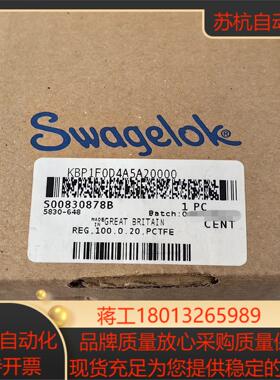 苏杭自动
Swagelok®
KBP1F0D4A5A20000
S00830878B
1 PC
5830-648
Batch:0
MADE IN GREAT BRITAIN
CENT
REG,100,0.20,PCTFE
自动化
蒋工18013265989
开票
品牌质量放心采购质量保
现货充足为您提供稳定的